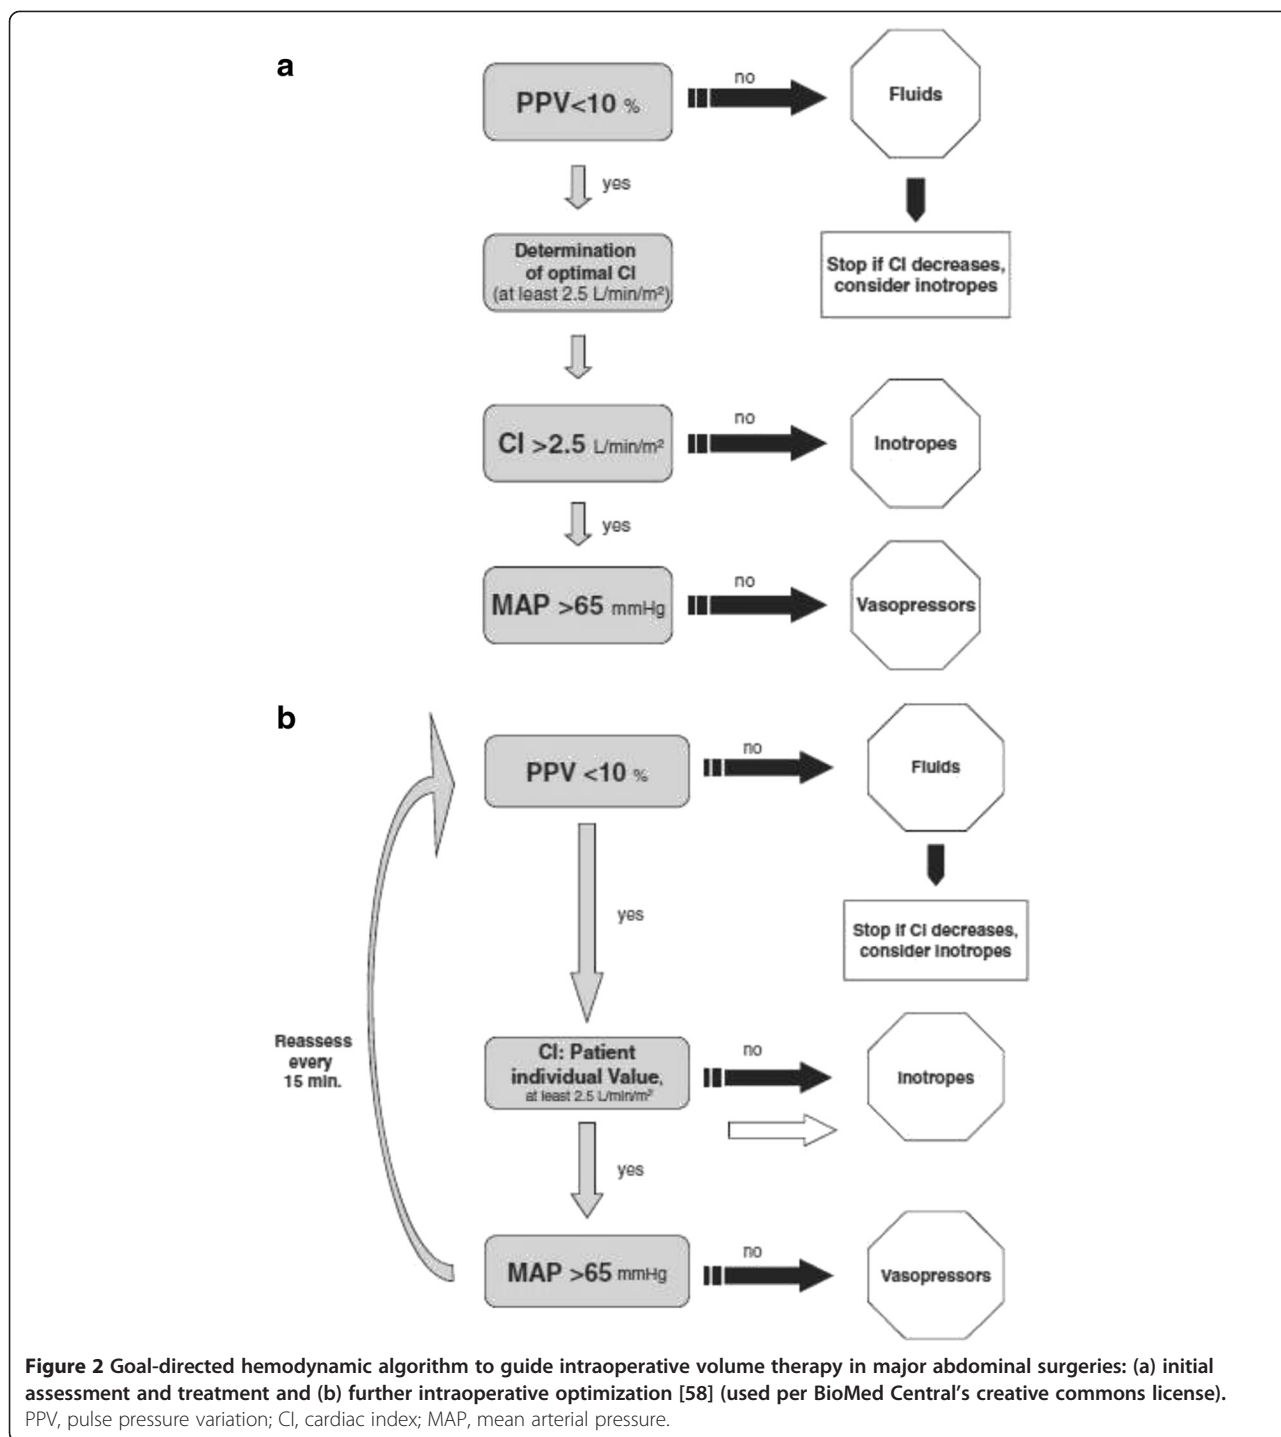 a
PPV<10 %
no
Fluids
yes
Determination
of optimal CI
(at least 2.5 L/min/m²)
Stop if CI decreases,
consider inotropes
CI >2.5 L/min/m²
no
Inotropes
yes
MAP >65 mmHg
no
Vasopressors
b
PPV <10 %
no
Fluids
yes
Stop if CI decreases,
consider inotropes
Reassess
every
15 min.
CI: Patient
individual Value,
at least 2.5 L/min/m²
no
Inotropes
yes
MAP >65 mmHg
no
Vasopressors
Figure 2 Goal-directed hemodynamic algorithm to guide intraoperative volume therapy in major abdominal surgeries: (a) initial
assessment and treatment and (b) further intraoperative optimization [58] (used per BioMed Central's creative commons license).
PPV, pulse pressure variation; CI, cardiac index; MAP, mean arterial pressure.